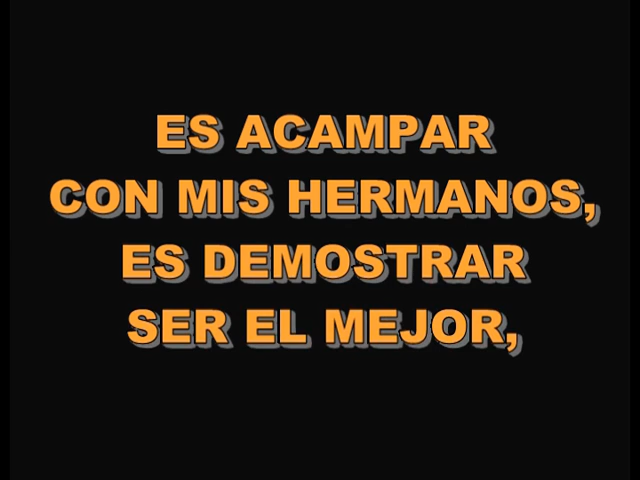 ES ACAMPAR
CON MIS HERMANOS,
ES DEMOSTRAR
SER EL MEJOR,